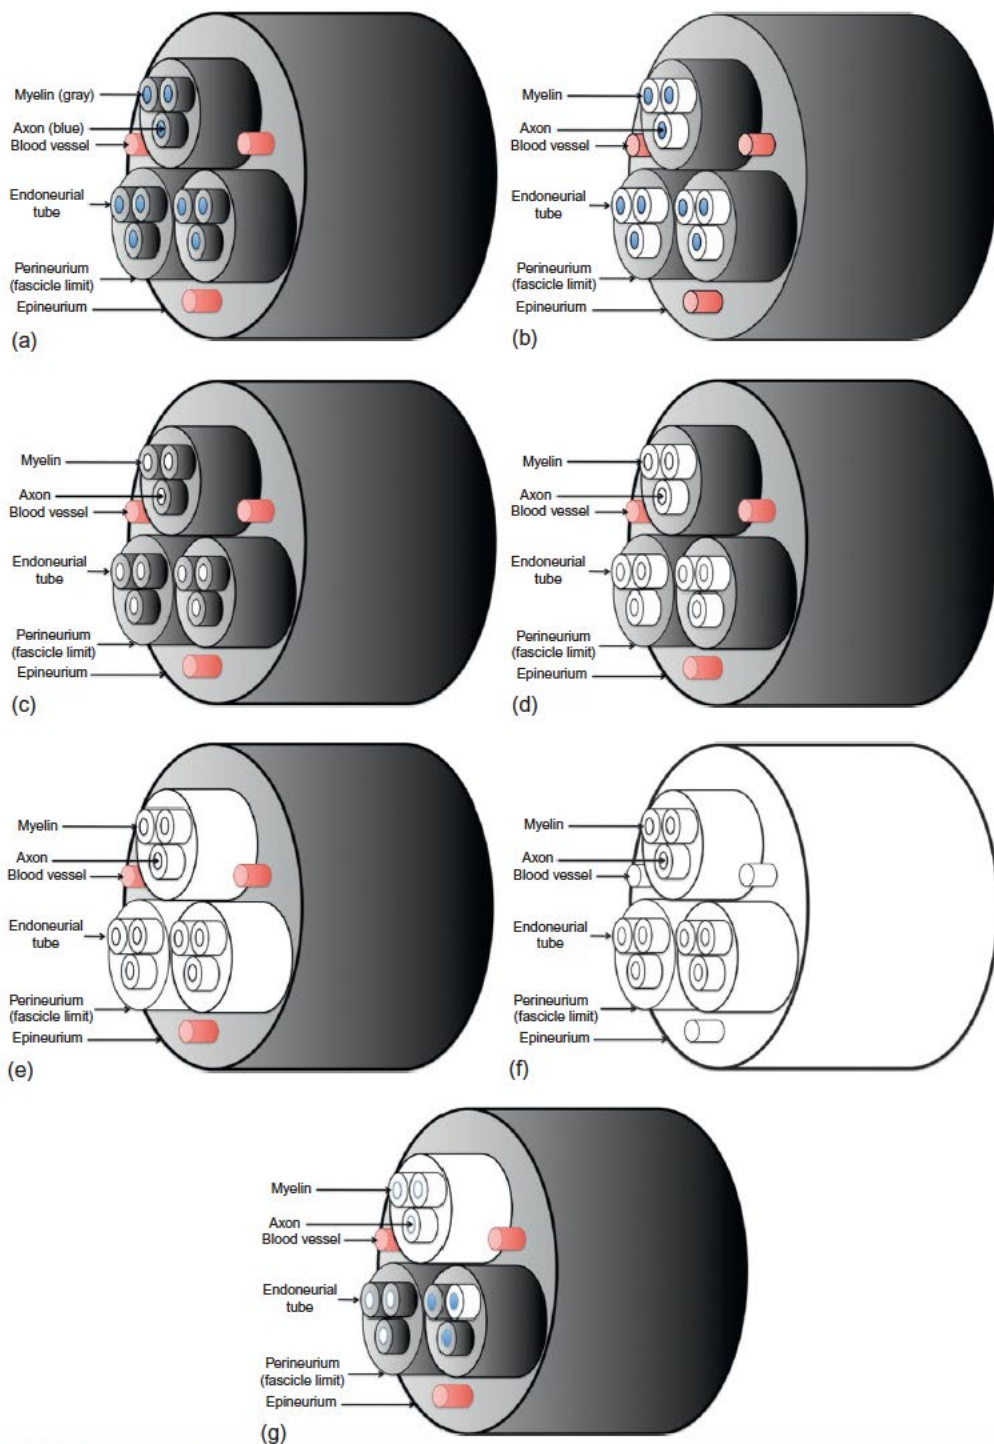 Myelin (gray)
Axon (blue)
Blood vessel
Endoneurial
tube
Perineurium
(fascicle limit)
Epineurium
(a)
Myelin
Axon
Blood vessel
Endoneurial
tube
Perineurium
(fascicle limit)
Epineurium
(b)
Myelin
Axon
Blood vessel
Endoneurial
tube
Perineurium
(fascicle limit)
Epineurium
(c)
Myelin
Axon
Blood vessel
Endoneurial
tube
Perineurium
(fascicle limit)
Epineurium
(d)
Myelin
Axon
Blood vessel
Endoneurial
tube
Perineurium
(fascicle limit)
Epineurium
(e)
Myelin
Axon
Blood vessel
Endoneurial
tube
Perineurium
(fascicle limit)
Epineurium
(f)
Myelin
Axon
Blood vessel
Endoneurial
tube
Perineurium
(fascicle limit)
Epineurium
(g)